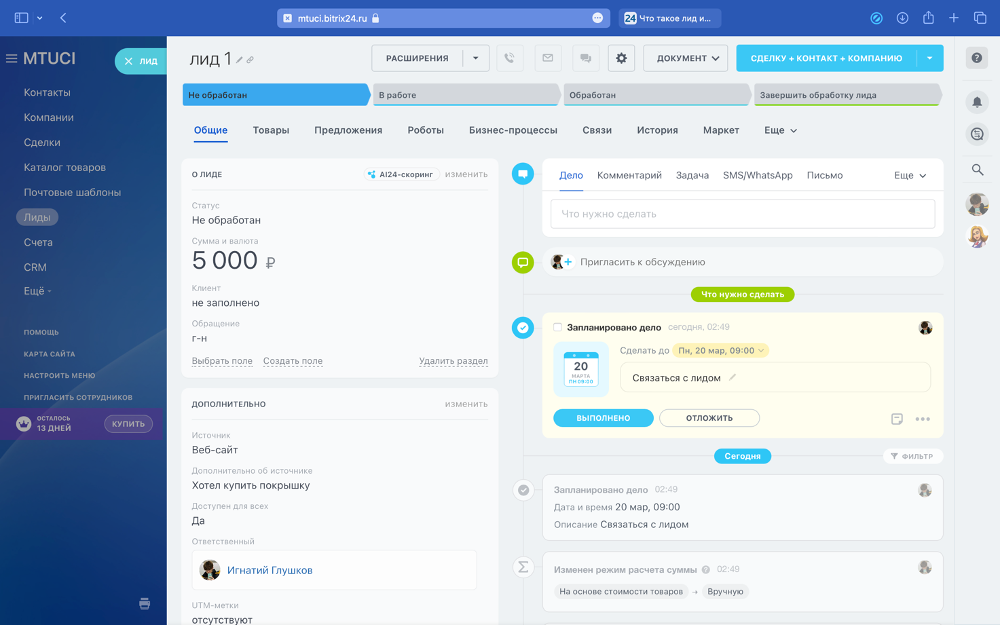 mtuci.bitrix24.ru
24 Что такое лид и...
MTUCI
ЛИД
Контакты
Компании
Сделки
Каталог товаров
Почтовые шаблоны
Лиды
Счета
CRM
Ещё
ПОМОЩЬ
КАРТА САЙТА
НАСТРОИТЬ МЕНЮ
ПРИГЛАСИТЬ СОТРУДНИКОВ
ОСТАЛОСЬ
13 ДНЕЙ
КУПИТЬ
лид 1
РАСШИРЕНИЯ
ДОКУМЕНТ
СДЕЛКУ + КОНТАКТ + КОМПАНИЮ
Не обработан
В работе
Обработан
Завершить обработку лида
Общие
Товары
Предложения
Роботы
Бизнес-процессы
Связи
История
Маркет
Еще
О ЛИДЕ
AI24-скоринг
изменить
Статус
Не обработан
Сумма и валюта
5 000 ₽
Клиент
не заполнено
Обращение
г-н
Выбрать поле
Создать поле
Удалить раздел
ДОПОЛНИТЕЛЬНО
изменить
Источник
Веб-сайт
Дополнительно об источнике
Хотел купить покрышку
Доступен для всех
Да
Ответственный
Игнатий Глушков
UTM-метки
отсутствуют
Дело
Комментарий
Задача
SMS/WhatsApp
Письмо
Еще
Что нужно сделать
Пригласить к обсуждению
Что нужно сделать
Запланировано дело сегодня, 02:49
20
МАРТА
ПН 09:00
Сделать до Пн, 20 мар, 09:00
Связаться с лидом
ВЫПОЛНЕНО
ОТЛОЖИТЬ
Сегодня
ФИЛЬТР
Запланировано дело 02:49
Дата и время 20 мар, 09:00
Описание Связаться с лидом
Изменен режим расчета суммы ? 02:49
На основе стоимости товаров → Вручную